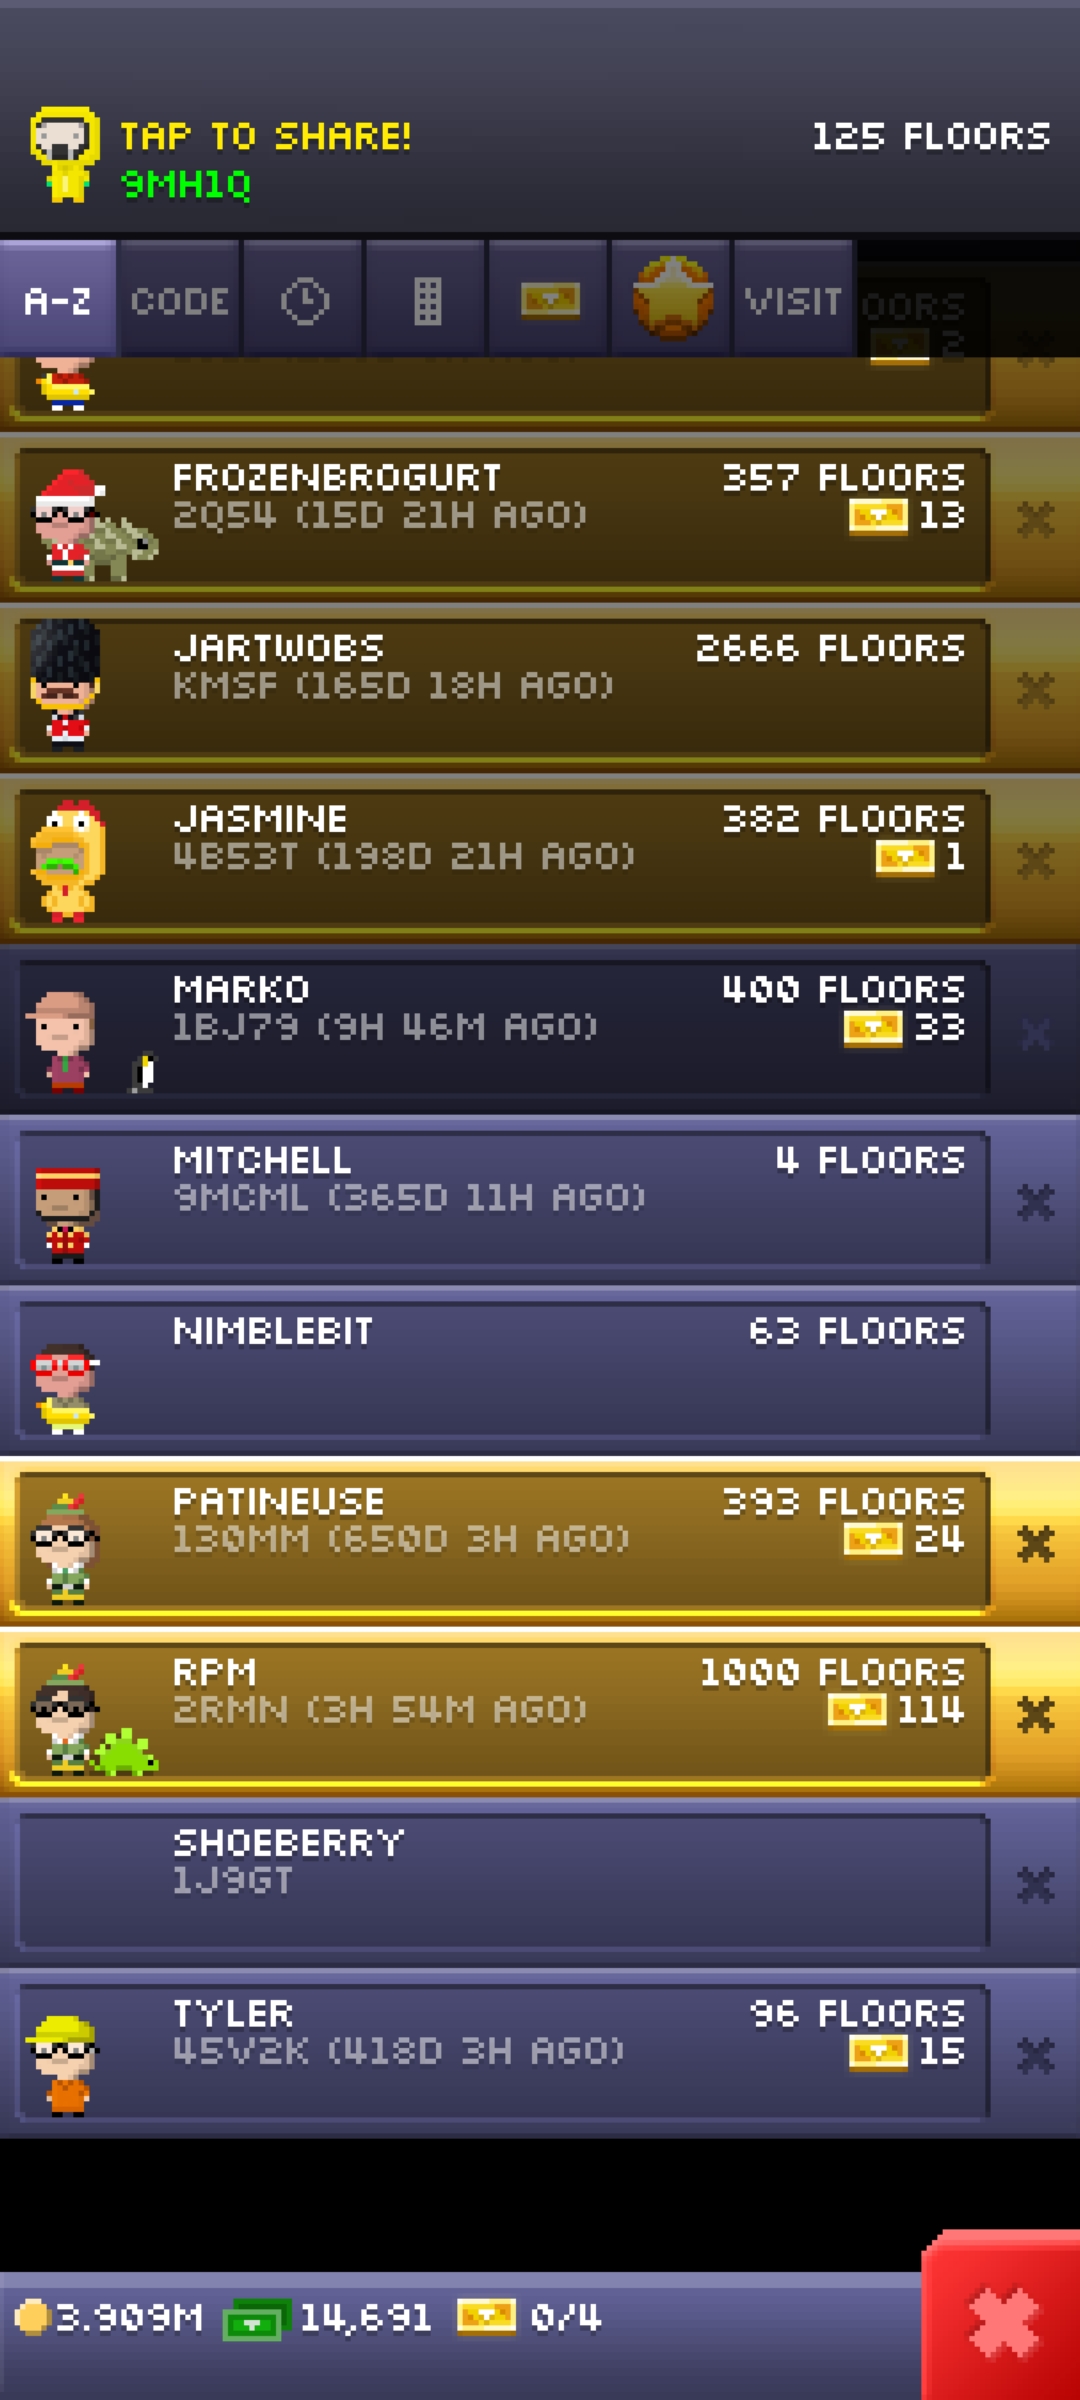 TAP TO SHARE!
125 FLOORS
9MH1Q
A-Z CODE VISIT
2
FROZENBROGURT 357 FLOORS
2Q54 (15D 21H AGO) 13
JARTWOBS 2666 FLOORS
KMSF (165D 18H AGO)
JASMINE 382 FLOORS
4B53T (198D 21H AGO) 1
MARKO 400 FLOORS
1BJ79 (9H 46M AGO) 33
MITCHELL 4 FLOORS
9MCML (365D 11H AGO)
NIMBLEBIT 63 FLOORS
PATINEUSE 393 FLOORS
130MM (650D 3H AGO) 24
RPM 1000 FLOORS
2RMN (3H 54M AGO) 114
SHOEBERRY
1J9GT
TYLER 96 FLOORS
45V2K (418D 3H AGO) 15
3.909M 14,691 0/4